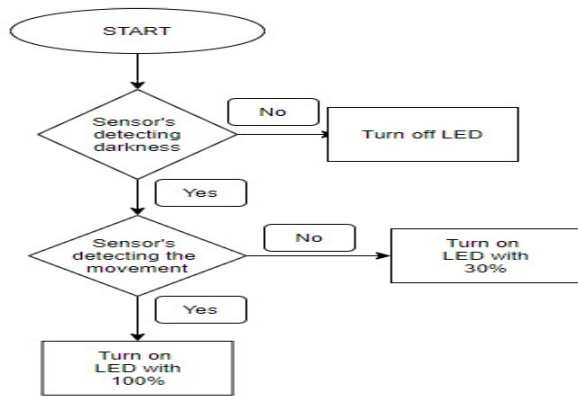 START
Sensor's
detecting
darkness
No
Turn off LED
Yes
Sensor's
detecting the
movement
No
Turn on
LED with
30%
Yes
Turn on
LED with
100%